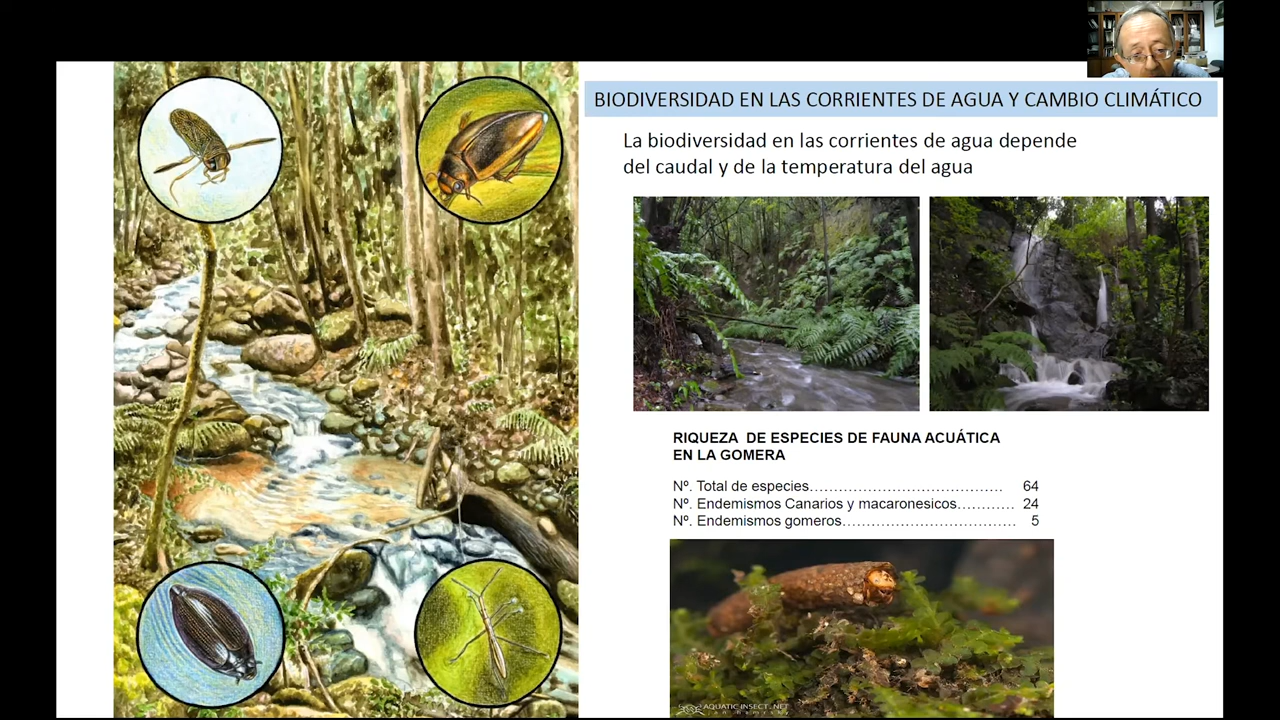 BIODIVERSIDAD EN LAS CORRIENTES DE AGUA Y CAMBIO CLIMÁTICO
La biodiversidad en las corrientes de agua depende
del caudal y de la temperatura del agua
RIQUEZA DE ESPECIES DE FAUNA ACUÁTICA
EN LA GOMERA
Nº. Total de especies………………………………… 64
Nº. Endemismos Canarios y macaronesicos………… 24
Nº. Endemismos gomeros…………………………… 5
AQUATIC-INSECT.NET